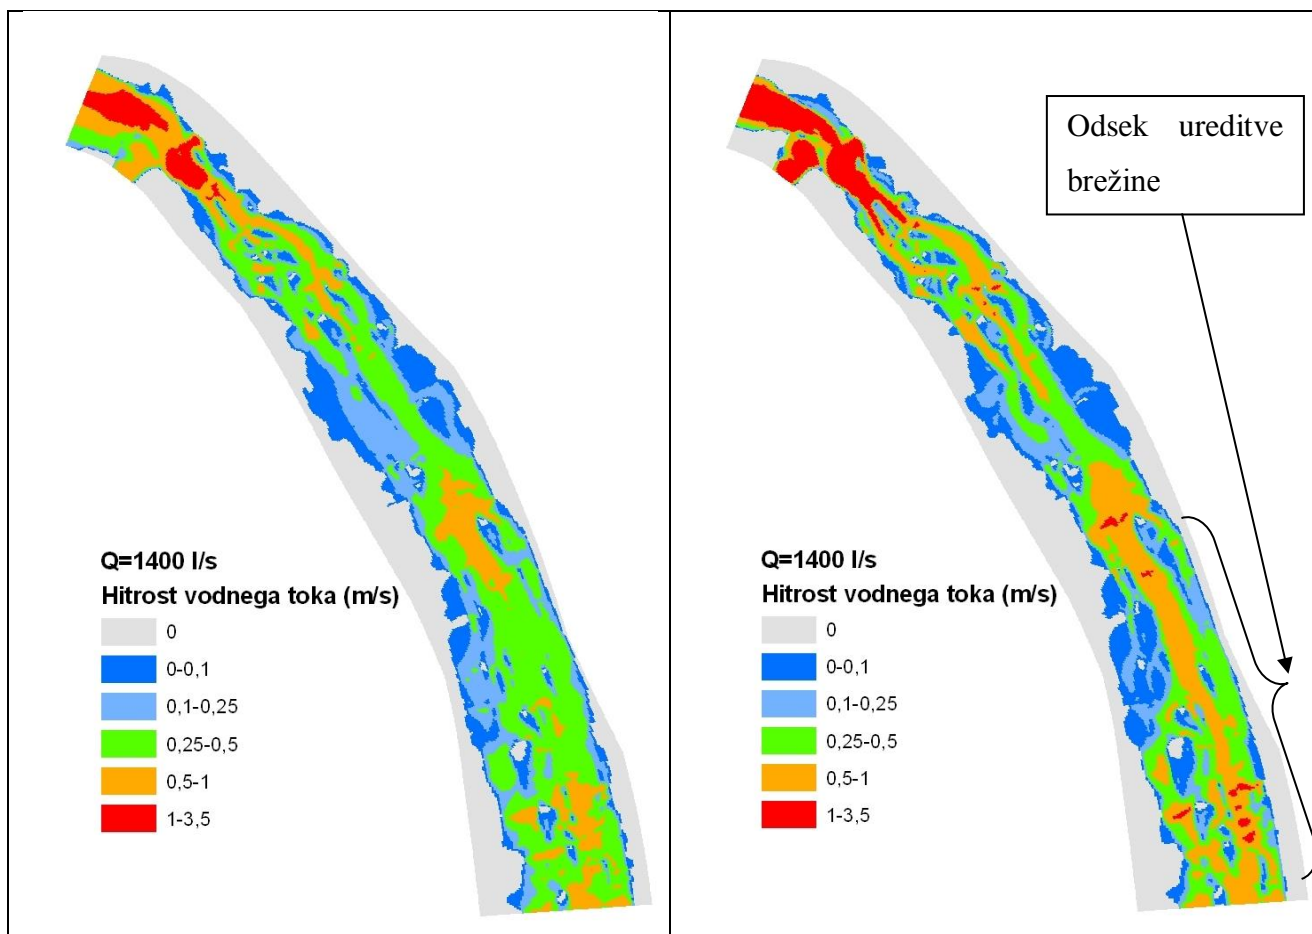 Q=1400 l/s
Hitrost vodnega toka (m/s)
0
0-0,1
0,1-0,25
0,25-0,5
0,5-1
1-3,5
Odsek ureditve
brežine
Q=1400 l/s
Hitrost vodnega toka (m/s)
0
0-0,1
0,1-0,25
0,25-0,5
0,5-1
1-3,5